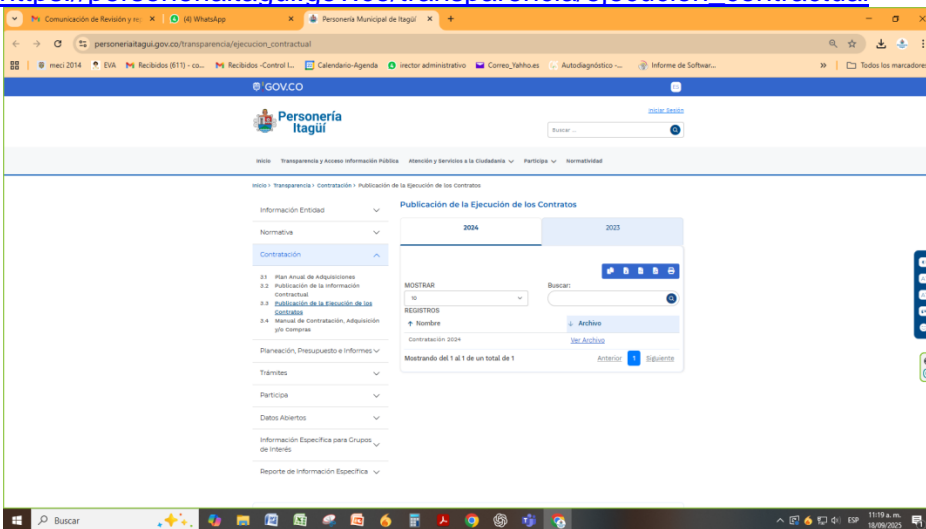 https://personeriaitagui.gov.co/transparencia/ejecucion_contractual
Comunicación de Revisión y re:
(4) WhatsApp
Personería Municipal de Itagüí
personeriaitagui.gov.co/transparencia/ejecucion_contractual
meci 2014
EVA
Recibidos (611) - co...
Recibidos -Control I...
Calendario-Agenda
irector administrativo
Correo_Yahho.es
Autodiagnóstico -...
Informe de Softwar...
Todos los marcadores
GOV.CO
ES
Personería
Itagüí
Iniciar Sesión
Buscar ..
Inicio Transparencia y Acceso Información Pública Atención y Servicios a la Ciudadanía Participa Normatividad
Inicio > Transparencia > Contratación > Publicación de la Ejecución de los Contratos
Información Entidad
Normativa
Contratación
3.1 Plan Anual de Adquisiciones
3.2 Publicación de la Información
Contractual
3.3 Publicación de la Ejecución de los
Contratos
3.4 Manual de Contratación, Adquisición
y/o Compras
Planeación, Presupuesto e Informes
Trámites
Participa
Datos Abiertos
Información Específica para Grupos
de Interés
Reporte de Información Específica
Publicación de la Ejecución de los Contratos
2024
2023
MOSTRAR
10
REGISTROS
Buscar:
Nombre
Archivo
Contratación 2024
Ver Archivo
Mostrando del 1 al 1 de un total de 1
Anterior 1 Siguiente
Buscar
ESP
11:19 a. m.
18/09/2025